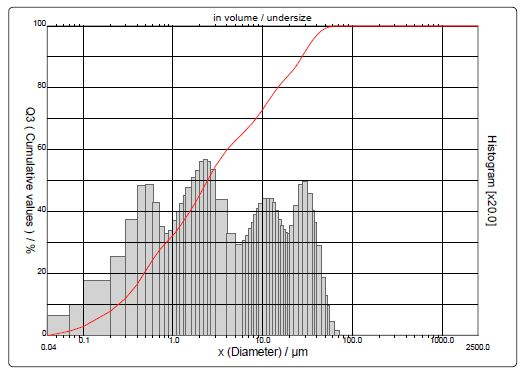 in volume / undersize
100
80
60
40
20
0
Q3 ( Cumulative values ) / %
Histogram [x20.0]
0.04 0.1 1.0 10.0 100.0 1000.0 2500.0
x (Diameter) / µm